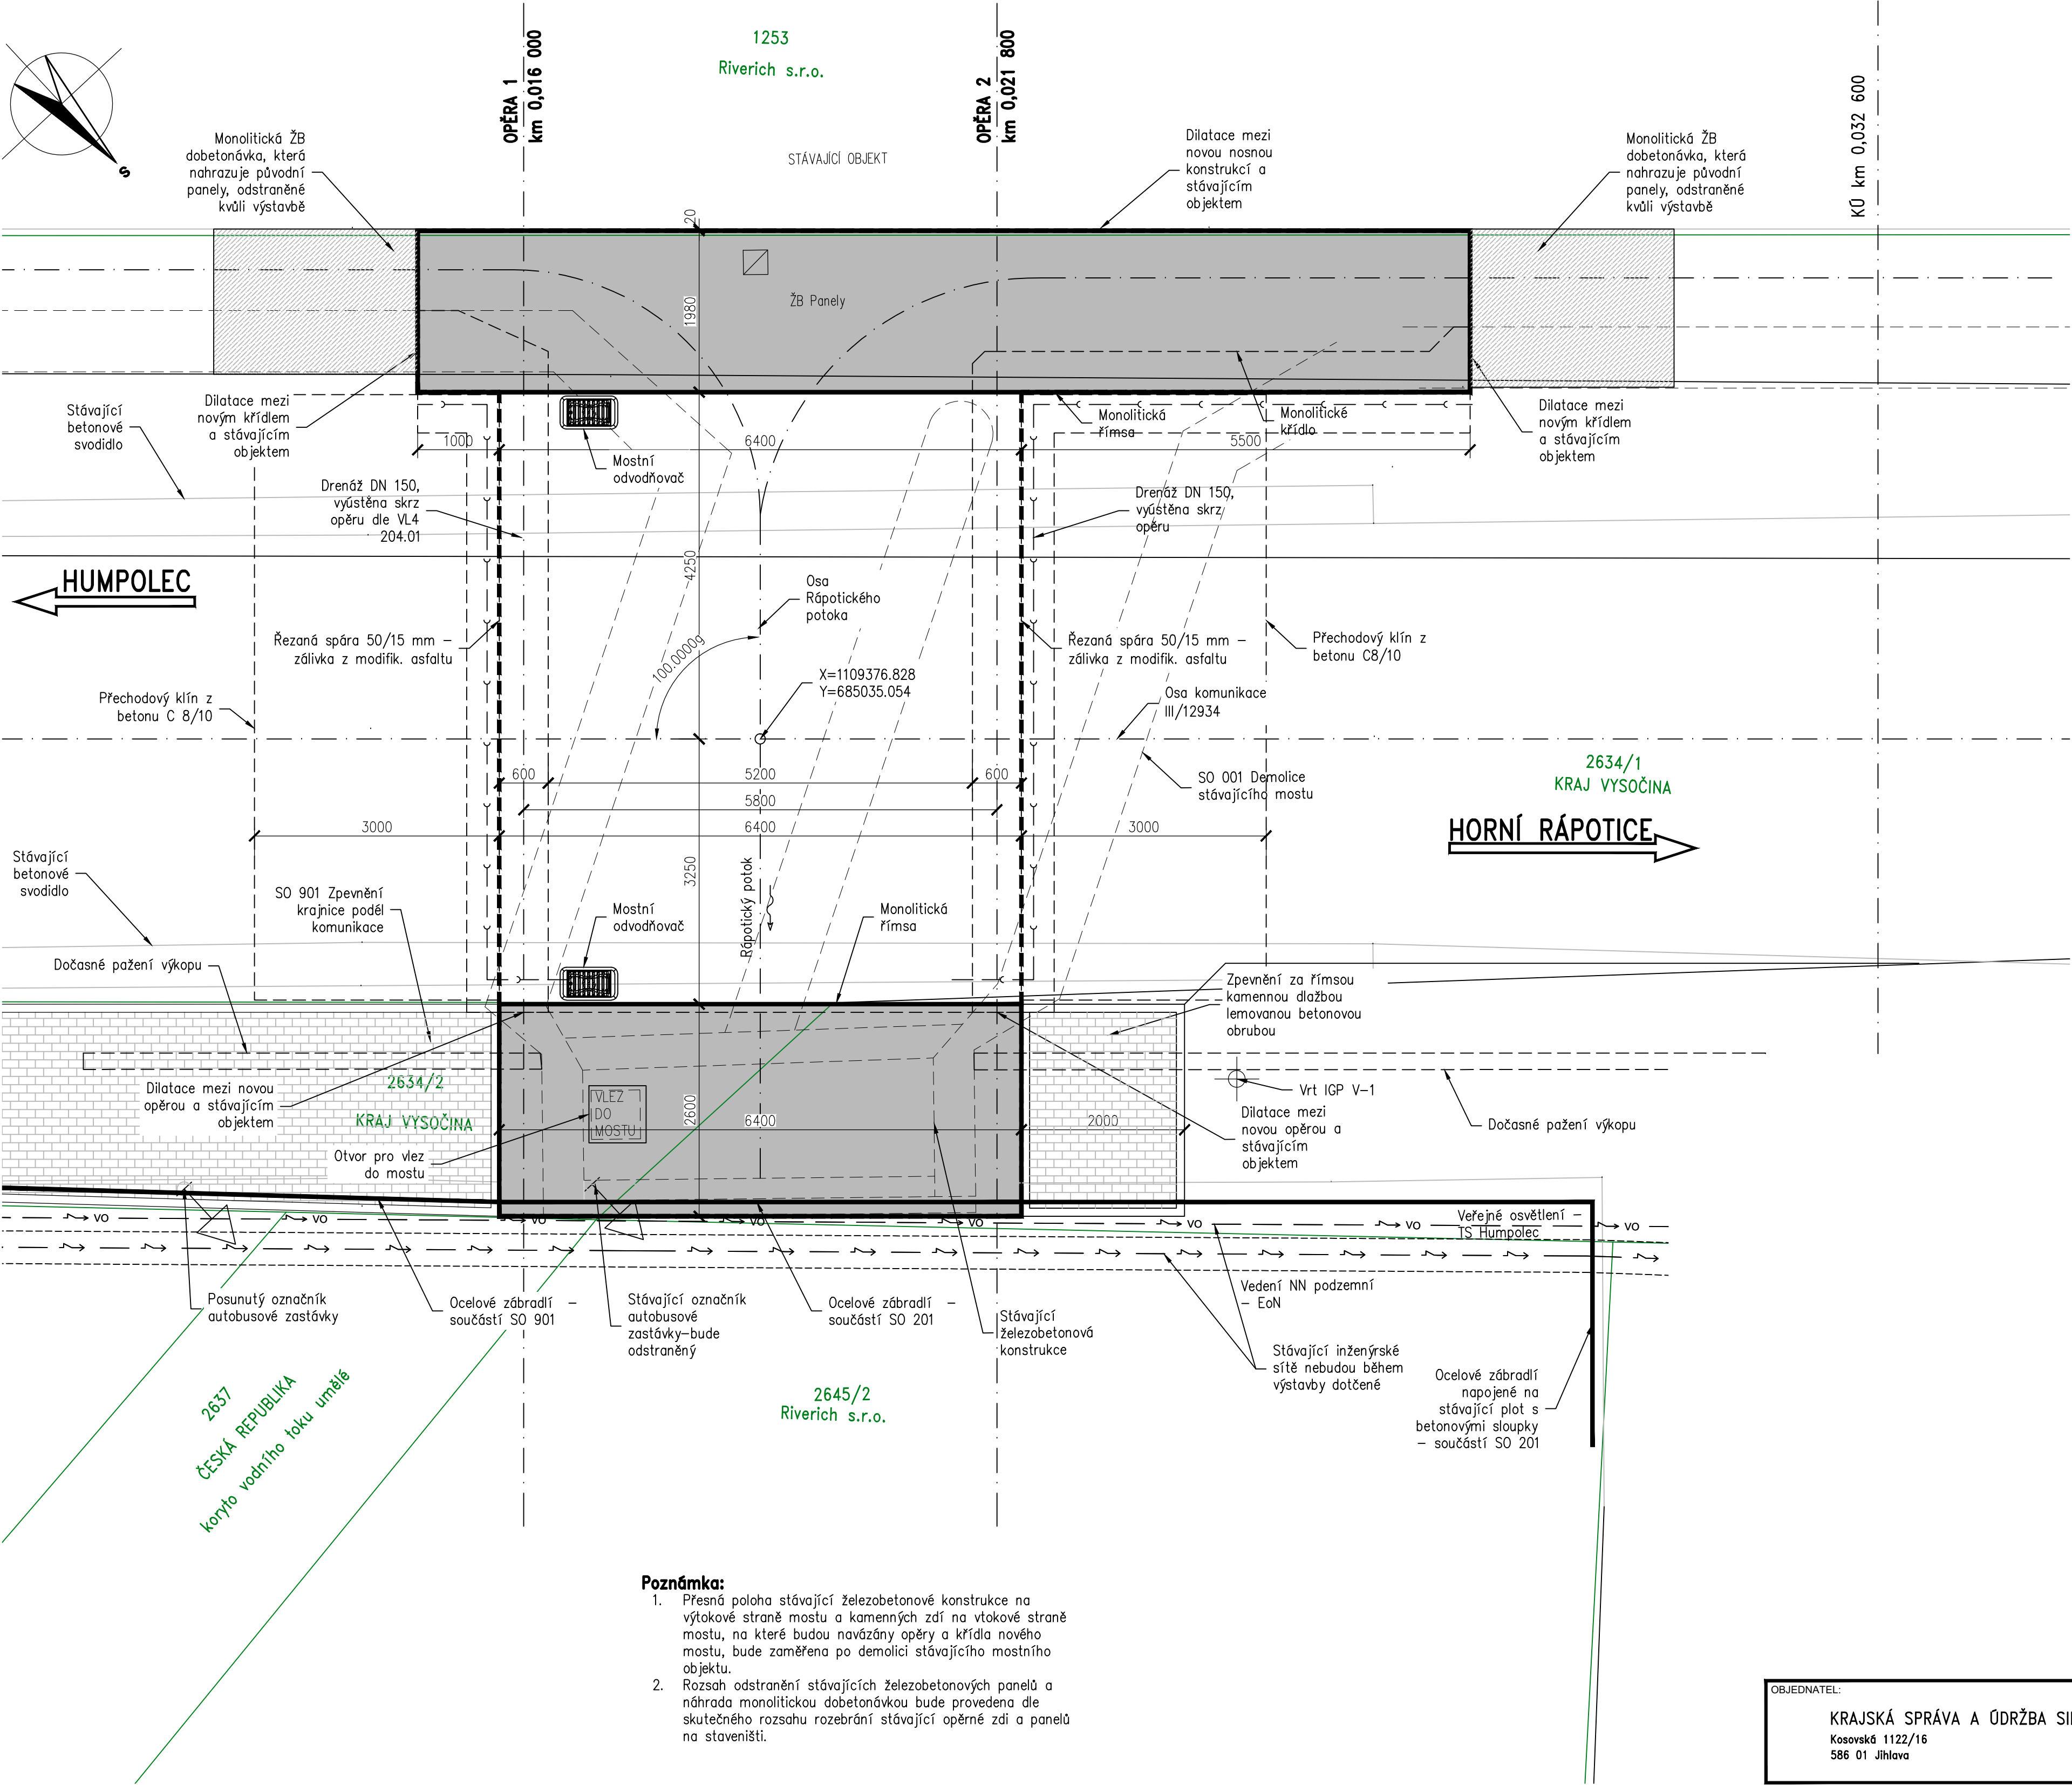 1253
Riverich s.r.o.
OPĚRA 1
km 0,016 000
OPĚRA 2
km 0,021 800
KÚ km 0,032 600
S
Monolitická ŽB
dobetonávka, která
nahrazuje původní
panely, odstraněné
kvůli výstavbě
STÁVAJÍCÍ OBJEKT
Dilatace mezi
novou nosnou
konstrukcí a
stávajícím
objektem
Monolitická ŽB
dobetonávka, která
nahrazuje původní
panely, odstraněné
kvůli výstavbě
20
1980
ŽB Panely
Stávající
betonové
svodidlo
Dilatace mezi
novým křídlem
a stávajícím
objektem
1000
6400
5500
Mostní
odvodňovač
Monolitická
římsa
Monolitické
křídlo
Dilatace mezi
novým křídlem
a stávajícím
objektem
Drenáž DN 150,
vyústěna skrz
opěru dle VL4
204.01
Drenáž DN 150,
vyústěna skrz
opěru
HUMPOLEC
4250
Osa
Rápotického
potoka
100.0000g
Řezaná spára 50/15 mm –
zálivka z modifik. asfaltu
Řezaná spára 50/15 mm –
zálivka z modifik. asfaltu
Přechodový klín z
betonu C8/10
Přechodový klín z
betonu C 8/10
X=1109376.828
Y=685035.054
Osa komunikace
III/12934
600
5200
600
5800
6400
3000
3000
SO 001 Demolice
stávajícího mostu
2634/1
KRAJ VYSOČINA
HORNÍ RÁPOTICE
Stávající
betonové
svodidlo
SO 901 Zpevnění
krajnice podél
komunikace
3250
Rápotický potok
Mostní
odvodňovač
Monolitická
římsa
Dočasné pažení výkopu
Zpevnění za římsou
kamennou dlažbou
lemovanou betonovou
obrubou
2634/2
KRAJ VYSOČINA
Dilatace mezi novou
opěrou a stávajícím
objektem
VLEZ
DO
MOSTU
2600
6400
2000
Vrt IGP V–1
Dilatace mezi
novou opěrou a
stávajícím
objektem
Dočasné pažení výkopu
Otvor pro vlez
do mostu
VO
VO
VO
VO
VO
VO
VO
VO
Veřejné osvětlení –
TS Humpolec
Posunutý označník
autobusové zastávky
Ocelové zábradlí –
součástí SO 901
Stávající označník
autobusové
zastávky–bude
odstraněný
Ocelové zábradlí –
součástí SO 201
Stávající
železobetonová
konstrukce
Vedení NN podzemní
– EoN
Stávající inženýrské
sítě nebudou během
výstavby dotčené
Ocelové zábradlí
napojené na
stávající plot s
betonovými sloupky
– součástí SO 201
2637
ČESKÁ REPUBLIKA
koryto vodního toku umělé
2645/2
Riverich s.r.o.
Poznámka:
1. Přesná poloha stávající železobetonové konstrukce na
výtokové straně mostu a kamenných zdí na vtokové straně
mostu, na které budou navázány opěry a křídla nového
mostu, bude zaměřena po demolici stávajícího mostního
objektu.
2. Rozsah odstranění stávajících železobetonových panelů a
náhrada monolitickou dobetonávkou bude provedena dle
skutečného rozsahu rozebrání stávající opěrné zdi a panelů
na staveništi.
OBJEDNATEL:
KRAJSKÁ SPRÁVA A ÚDRŽBA
Kosovská 1122/16
586 01 Jihlava